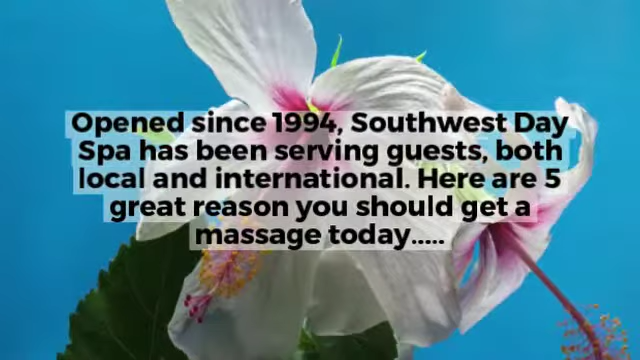 Opened since 1994, Southwest Day
Spa has been serving guests, both
local and international. Here are 5
great reason you should get a
massage today.....